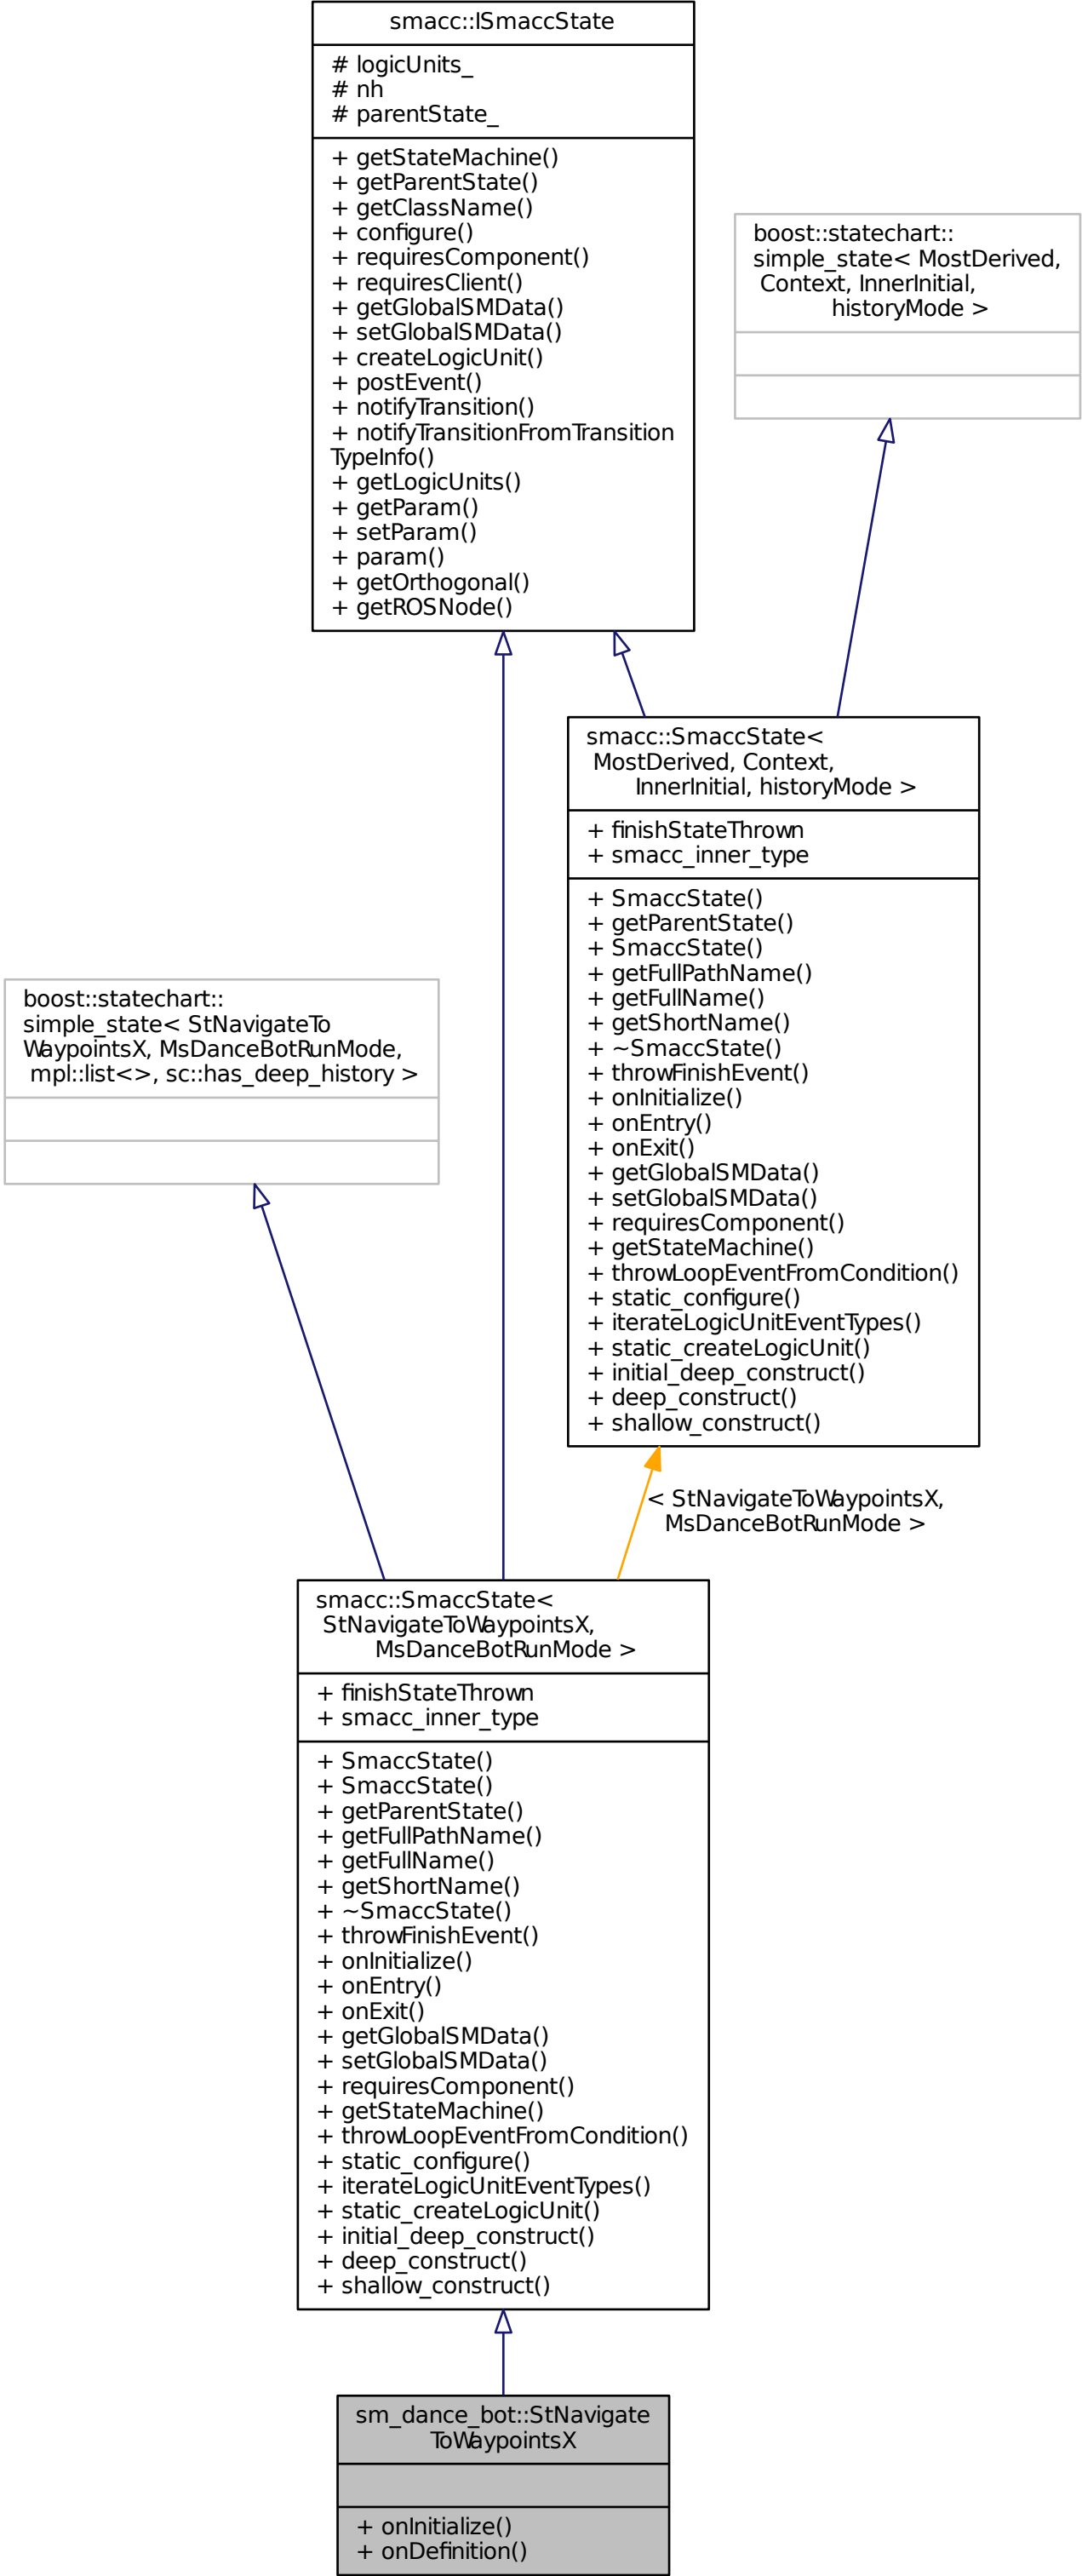 smacc::ISmaccState
# logicUnits_
# nh
# parentState_
+ getStateMachine()
+ getParentState()
+ getClassName()
+ configure()
+ requiresComponent()
+ requiresClient()
+ getGlobalSMData()
+ setGlobalSMData()
+ createLogicUnit()
+ postEvent()
+ notifyTransition()
+ notifyTransitionFromTransition
TypeInfo()
+ getLogicUnits()
+ getParam()
+ setParam()
+ param()
+ getOrthogonal()
+ getROSNode()
boost::statechart::
simple_state< MostDerived,
Context, InnerInitial,
historyMode >
smacc::SmaccState<
MostDerived, Context,
InnerInitial, historyMode >
+ finishStateThrown
+ smacc_inner_type
+ SmaccState()
+ getParentState()
+ SmaccState()
+ getFullPathName()
+ getFullName()
+ getShortName()
+ ~SmaccState()
+ throwFinishEvent()
+ onInitialize()
+ onEntry()
+ onExit()
+ getGlobalSMData()
+ setGlobalSMData()
+ requiresComponent()
+ getStateMachine()
+ throwLoopEventFromCondition()
+ static_configure()
+ iterateLogicUnitEventTypes()
+ static_createLogicUnit()
+ initial_deep_construct()
+ deep_construct()
+ shallow_construct()
boost::statechart::
simple_state< StNavigateTo
WaypointsX, MsDanceBotRunMode,
mpl::list<>, sc::has_deep_history >
< StNavigateToWaypointsX,
MsDanceBotRunMode >
smacc::SmaccState<
StNavigateToWaypointsX,
MsDanceBotRunMode >
+ finishStateThrown
+ smacc_inner_type
+ SmaccState()
+ SmaccState()
+ getParentState()
+ getFullPathName()
+ getFullName()
+ getShortName()
+ ~SmaccState()
+ throwFinishEvent()
+ onInitialize()
+ onEntry()
+ onExit()
+ getGlobalSMData()
+ setGlobalSMData()
+ requiresComponent()
+ getStateMachine()
+ throwLoopEventFromCondition()
+ static_configure()
+ iterateLogicUnitEventTypes()
+ static_createLogicUnit()
+ initial_deep_construct()
+ deep_construct()
+ shallow_construct()
sm_dance_bot::StNavigate
ToWaypointsX
+ onInitialize()
+ onDefinition()